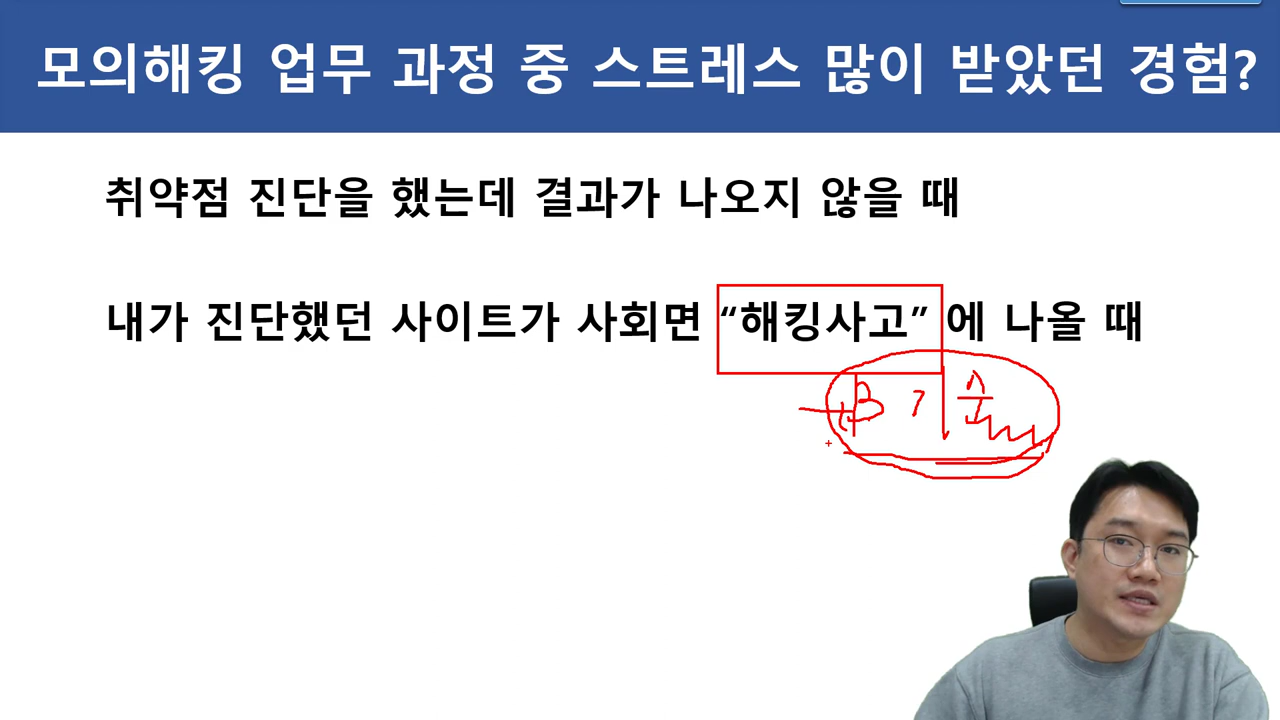 모의해킹 업무 과정 중 스트레스 많이 받았던 경험?
취약점 진단을 했는데 결과가 나오지 않을 때
내가 진단했던 사이트가 사회면 “해킹사고” 에 나올 때